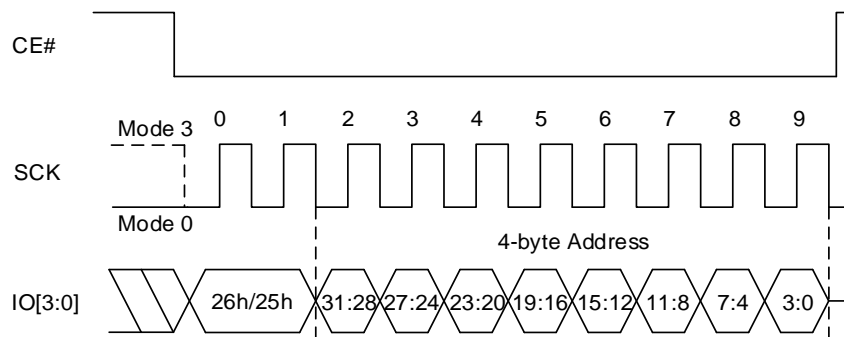 CE#
Mode 3 0 1 2 3 4 5 6 7 8 9
SCK
Mode 0
4-byte Address
IO[3:0] 26h/25h 31:28 27:24 23:20 19:16 15:12 11:8 7:4 3:0